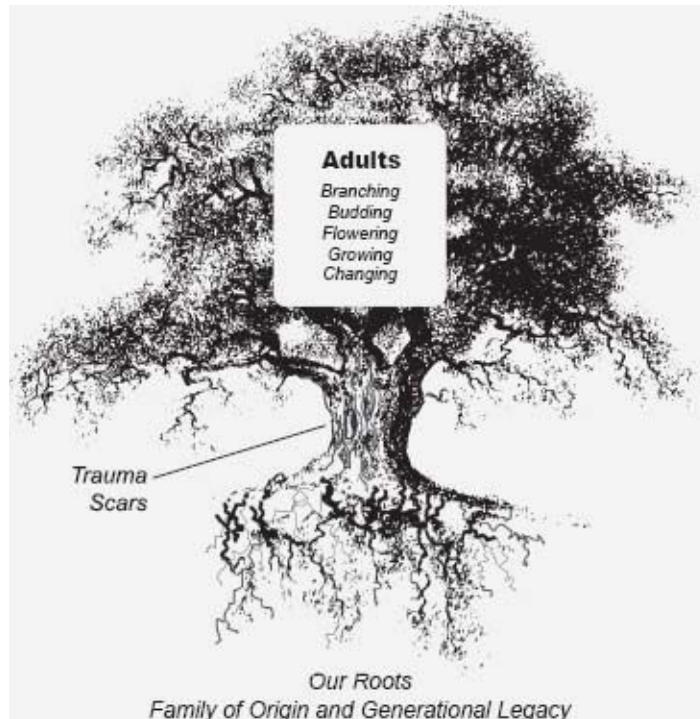 Adults
Branching
Budding
Flowering
Growing
Changing
Trauma
Scars
Our Roots
Family of Origin and Generational Legacy